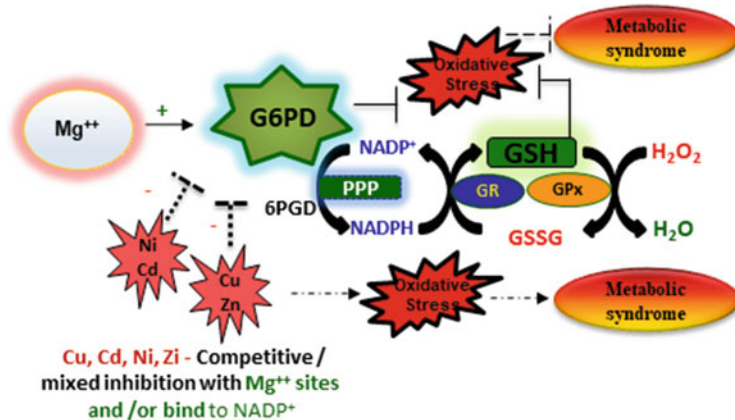 Metabolic
syndrome
Oxidative
Stress
Mg⁺⁺
+
G6PD
NADP⁺
GSH
H₂O₂
PPP
GR
GPx
6PGD
NADPH
GSSG
H₂O
-
-
Ni
Cd
Cu
Zn
Oxidative
Stress
Metabolic
syndrome
Cu, Cd, Ni, Zi - Competitive /
mixed inhibition with Mg⁺⁺ sites
and /or bind to NADP⁺